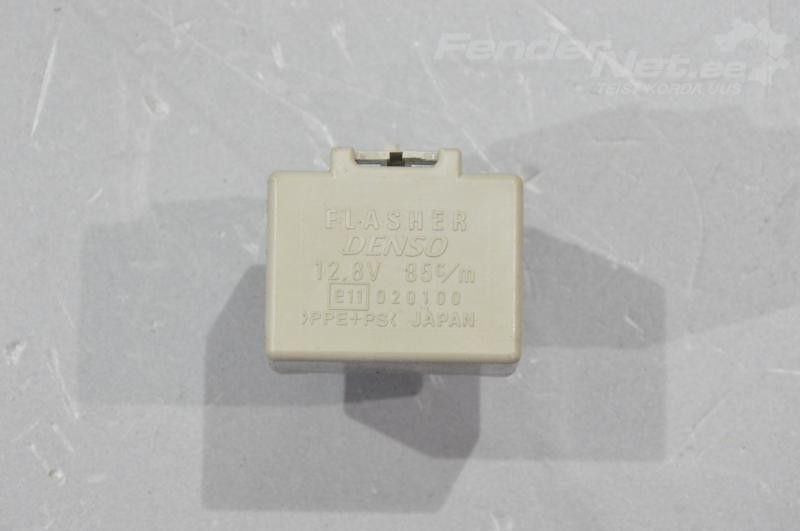 FenderNet.ee
TEIST KORDA UUS
FLASHER
DENSO
12.8V 85c/m
e11 020100
>PPE+PS< JAPAN